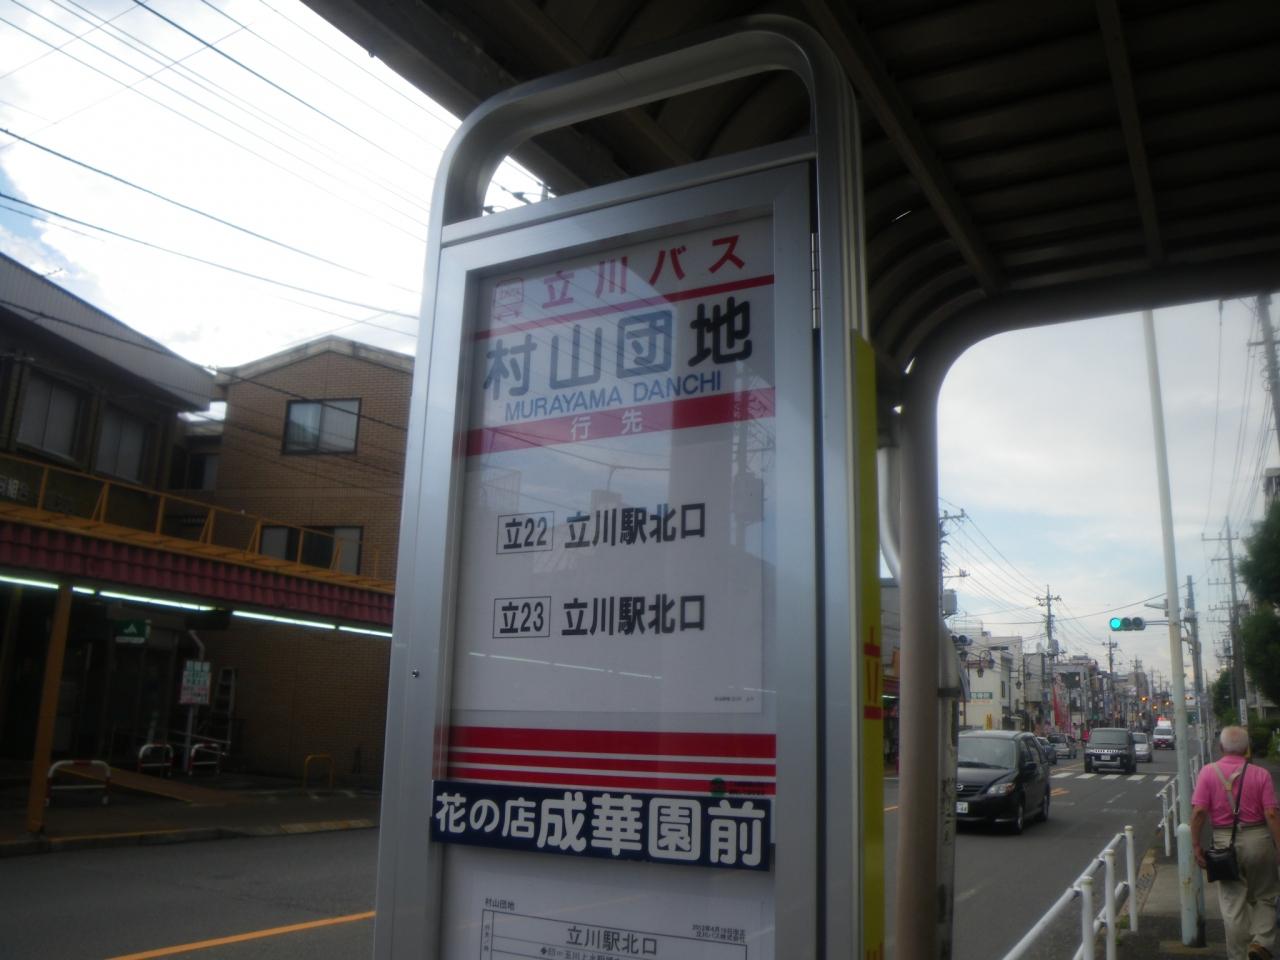 立川バス
村山団地
MURAYAMA DANCHI
行先
立22 立川駅北口
立23 立川駅北口
花の店成華園前
村山団地
立川駅北口
立